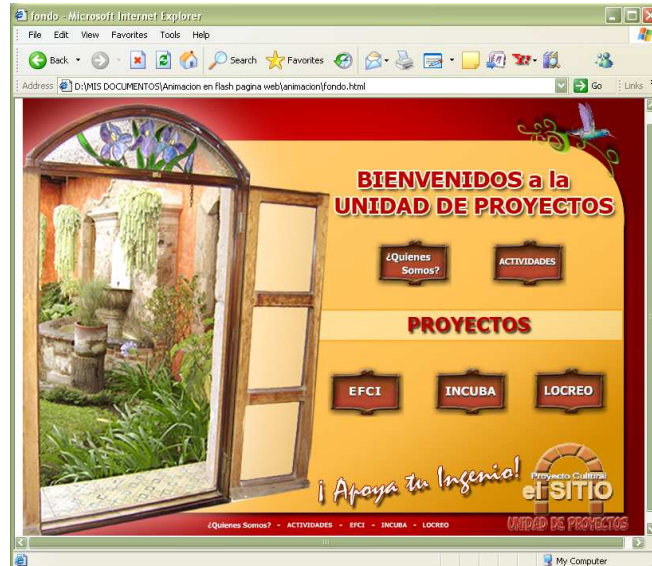 fondo - Microsoft Internet Explorer
File Edit View Favorites Tools Help
Back Search Favorites
Address D:\MIS DOCUMENTOS\Animacion en flash pagina web\animacion\fondo.html Go Links
BIENVENIDOS a la
UNIDAD DE PROYECTOS
¿Quienes
Somos?
ACTIVIDADES
PROYECTOS
EFCI INCUBA LOCREO
¡ Apoya tu Ingenio!
Proyecto Cultural
el SITIO
UNIDAD DE PROYECTOS
¿Quienes Somos? - ACTIVIDADES - EFCI - INCUBA - LOCREO
My Computer